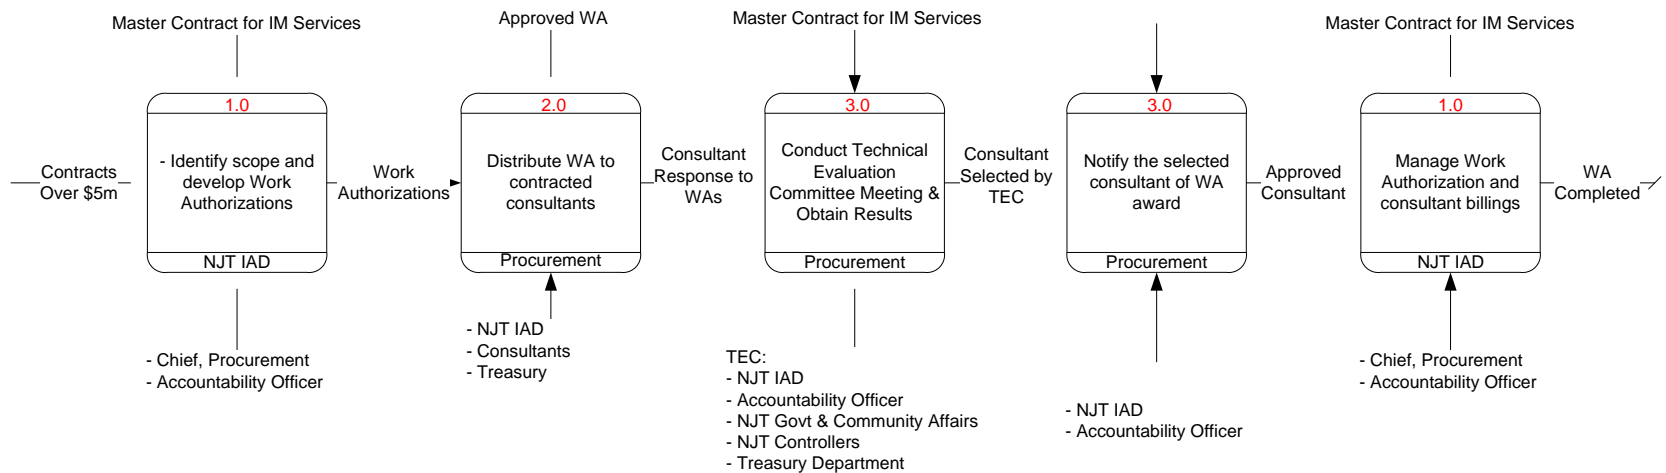 Master Contract for IM Services
Approved WA
Master Contract for IM Services
Master Contract for IM Services
Contracts
Over $5m
1.0
- Identify scope and
develop Work
Authorizations
NJT IAD
- Chief, Procurement
- Accountability Officer
Work
Authorizations
2.0
Distribute WA to
contracted
consultants
Procurement
- NJT IAD
- Consultants
- Treasury
Consultant
Response to
WAs
3.0
Conduct Technical
Evaluation
Committee Meeting &
Obtain Results
Procurement
TEC:
- NJT IAD
- Accountability Officer
- NJT Govt & Community Affairs
- NJT Controllers
- Treasury Department
Consultant
Selected by
TEC
3.0
Notify the selected
consultant of WA
award
Procurement
- NJT IAD
- Accountability Officer
Approved
Consultant
1.0
Manage Work
Authorization and
consultant billings
NJT IAD
- Chief, Procurement
- Accountability Officer
WA
Completed